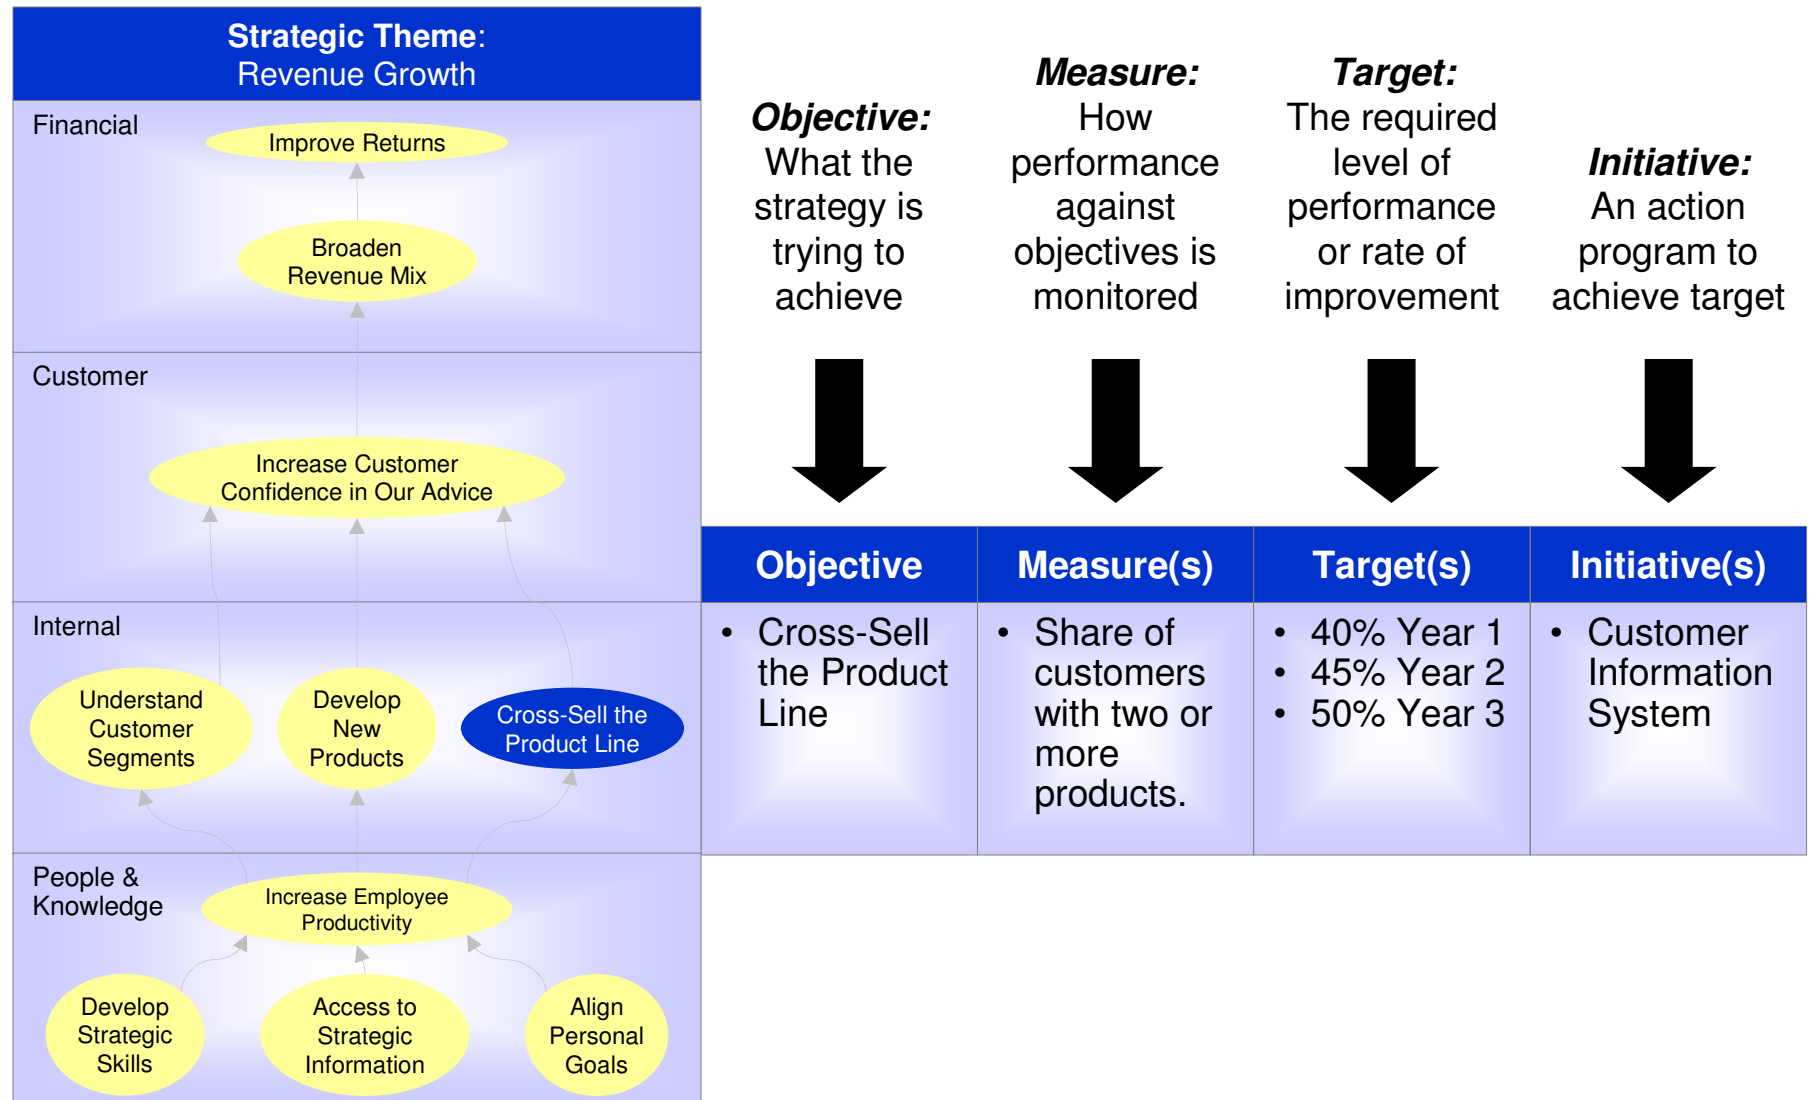 Strategic Theme:
Revenue Growth
Financial
Improve Returns
Broaden
Revenue Mix
Customer
Increase Customer
Confidence in Our Advice
Internal
Understand
Customer
Segments
Develop
New
Products
Cross-Sell the
Product Line
People &
Knowledge
Increase Employee
Productivity
Develop
Strategic
Skills
Access to
Strategic
Information
Align
Personal
Goals
Objective:
What the
strategy is
trying to
achieve
Measure:
How
performance
against
objectives is
monitored
Target:
The required
level of
performance
or rate of
improvement
Initiative:
An action
program to
achieve target
Objective
Measure(s)
Target(s)
Initiative(s)
• Cross-Sell
the Product
Line
• Share of
customers
with two or
more
products.
• 40% Year 1
• 45% Year 2
• 50% Year 3
• Customer
Information
System